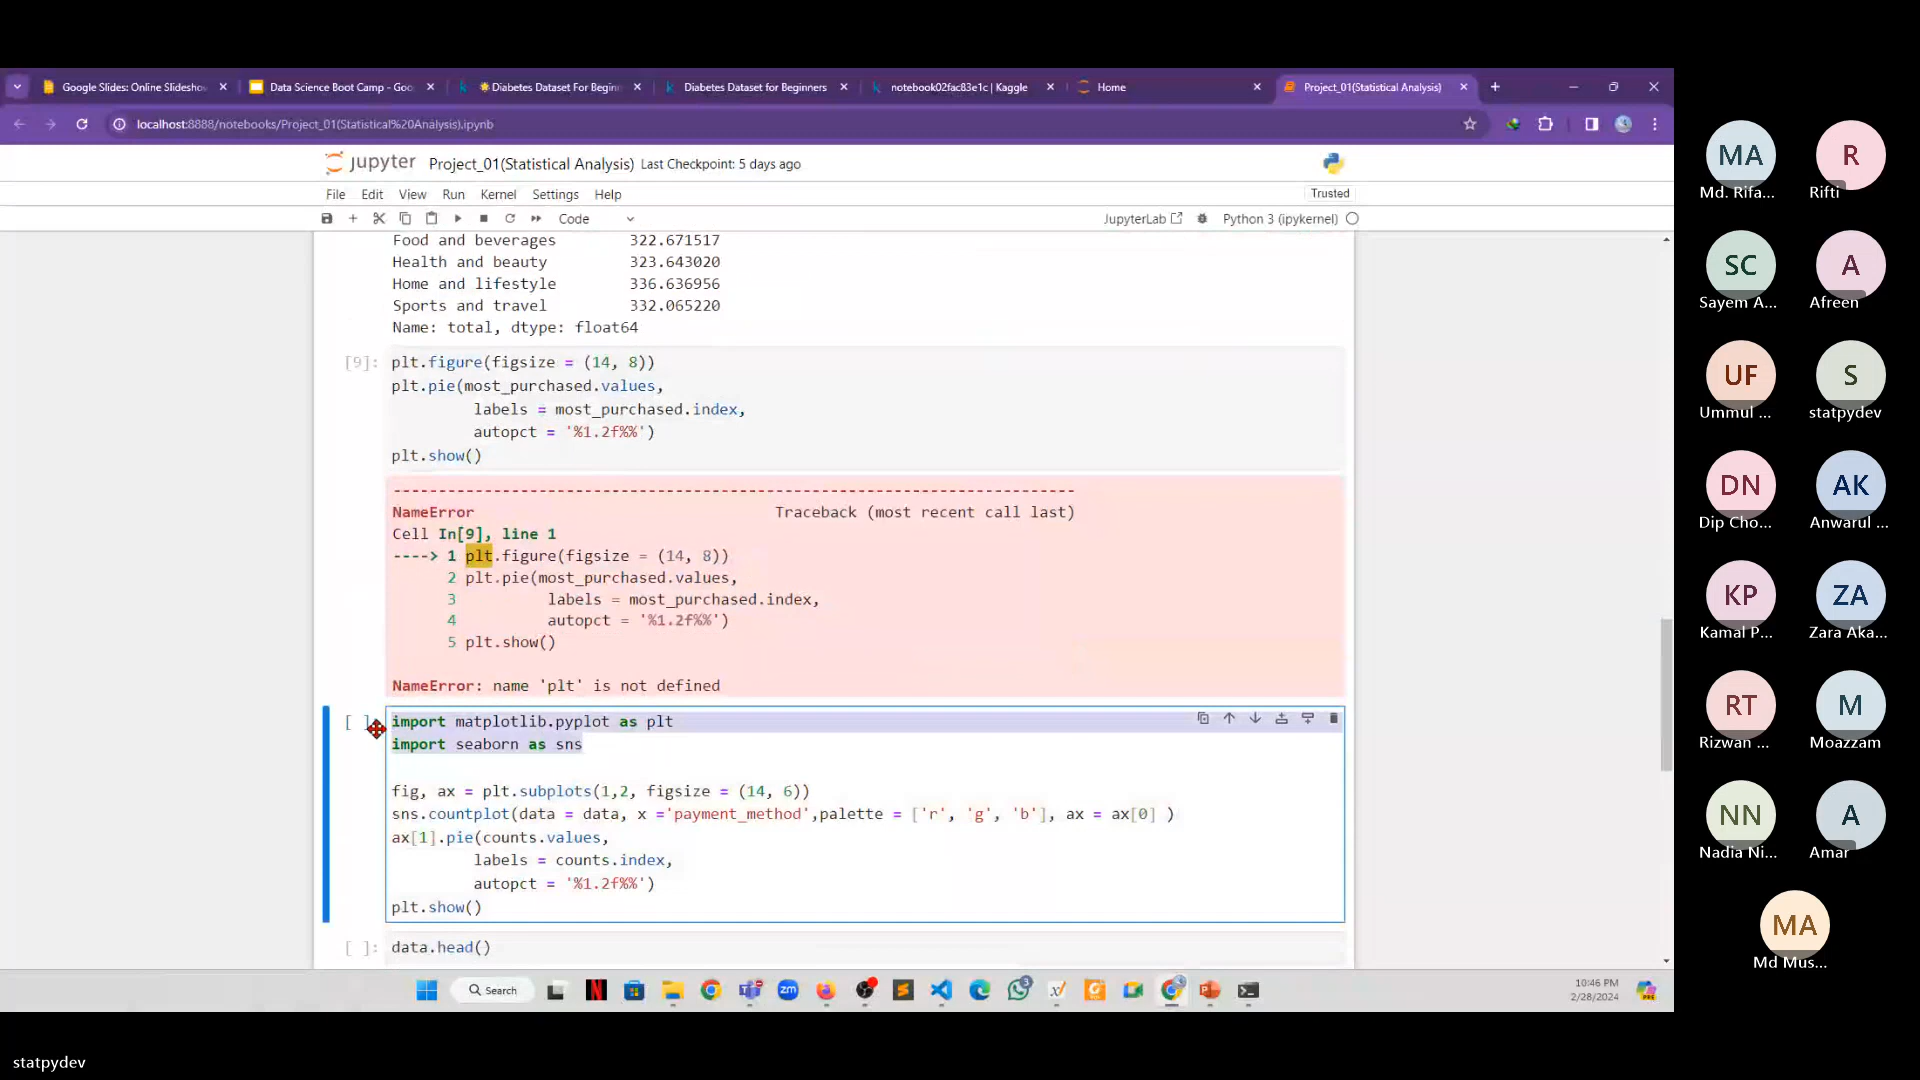 Google Slides: Online Slideshow
Data Science Boot Camp - Goo
Diabetes Dataset For Beginn
Diabetes Dataset for Beginners
notebook02fac83e1c | Kaggle
Home
Project_01(Statistical Analysis)
localhost:8888/notebooks/Project_01(Statistical%20Analysis).ipynb
jupyter Project_01(Statistical Analysis) Last Checkpoint: 5 days ago
File Edit View Run Kernel Settings Help
Trusted
Code
JupyterLab
Python 3 (ipykernel)
Food and beverages 322.671517
Health and beauty 323.643020
Home and lifestyle 336.636956
Sports and travel 332.065220
Name: total, dtype: float64
[9]: plt.figure(figsize = (14, 8))
plt.pie(most_purchased.values,
labels = most_purchased.index,
autopct = '%1.2f%%')
plt.show()
---------------------------------------------------------------------------
NameError Traceback (most recent call last)
Cell In[9], line 1
----> 1 plt.figure(figsize = (14, 8))
2 plt.pie(most_purchased.values,
3 labels = most_purchased.index,
4 autopct = '%1.2f%%')
5 plt.show()
NameError: name 'plt' is not defined
[ ]: import matplotlib.pyplot as plt
import seaborn as sns
fig, ax = plt.subplots(1,2, figsize = (14, 6))
sns.countplot(data = data, x ='payment_method',palette = ['r', 'g', 'b'], ax = ax[0] )
ax[1].pie(counts.values,
labels = counts.index,
autopct = '%1.2f%%')
plt.show()
[ ]: data.head()
Search
zm
3
10:46 PM
2/28/2024
MA
Md. Rifa...
R
Rifti
SC
Sayem A...
A
Afreen
UF
Ummul ...
S
statpydev
DN
Dip Cho...
AK
Anwarul ...
KP
Kamal P...
ZA
Zara Aka...
RT
Rizwan ...
M
Moazzam
NN
Nadia Ni...
A
Amar
MA
Md Mus...
statpydev